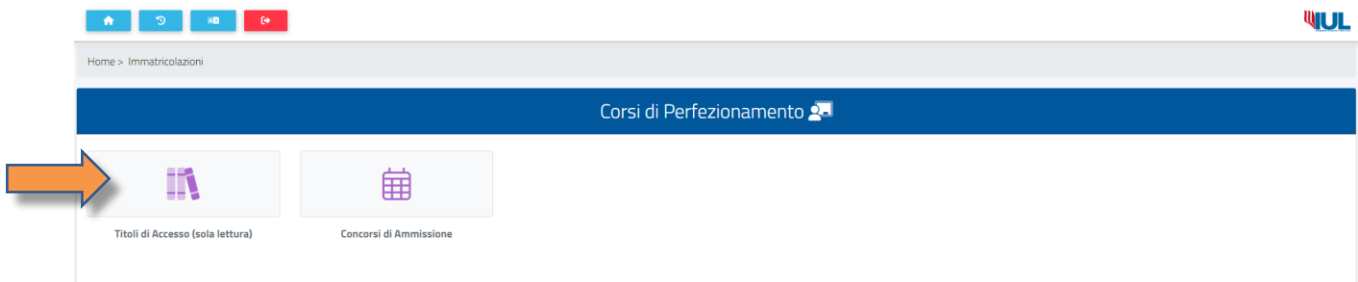 IUL
Home > Immatricolazioni
Corsi di Perfezionamento
Titoli di Accesso (sola lettura)
Concorsi di Ammissione